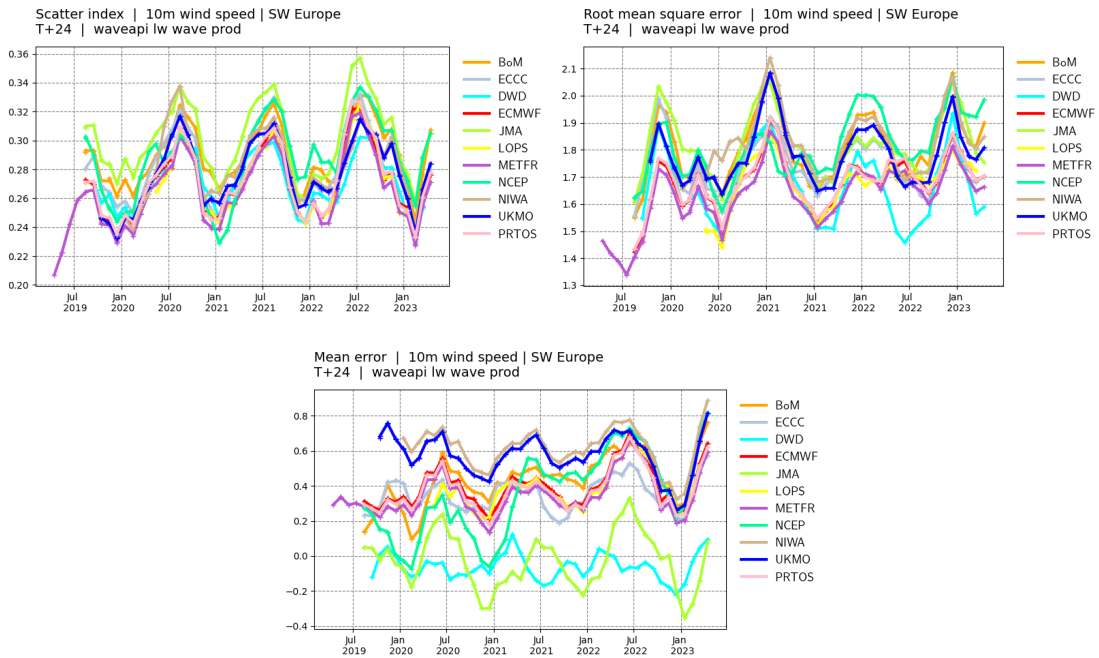 Scatter index | 10m wind speed | SW Europe
T+24 | waveapi lw wave prod
0.36
0.34
0.32
0.30
0.28
0.26
0.24
0.22
0.20
Jul Jan Jul Jan Jul Jan Jul Jan
2019 2020 2020 2021 2021 2022 2022 2023
BoM
ECCC
DWD
ECMWF
JMA
LOPS
METFR
NCEP
NIWA
UKMO
PRTOS
Root mean square error | 10m wind speed | SW Europe
T+24 | waveapi lw wave prod
2.1
2.0
1.9
1.8
1.7
1.6
1.5
1.4
1.3
Jul Jan Jul Jan Jul Jan Jul Jan
2019 2020 2020 2021 2021 2022 2022 2023
BoM
ECCC
DWD
ECMWF
JMA
LOPS
METFR
NCEP
NIWA
UKMO
PRTOS
Mean error | 10m wind speed | SW Europe
T+24 | waveapi lw wave prod
0.8
0.6
0.4
0.2
0.0
−0.2
−0.4
Jul Jan Jul Jan Jul Jan Jul Jan
2019 2020 2020 2021 2021 2022 2022 2023
BoM
ECCC
DWD
ECMWF
JMA
LOPS
METFR
NCEP
NIWA
UKMO
PRTOS